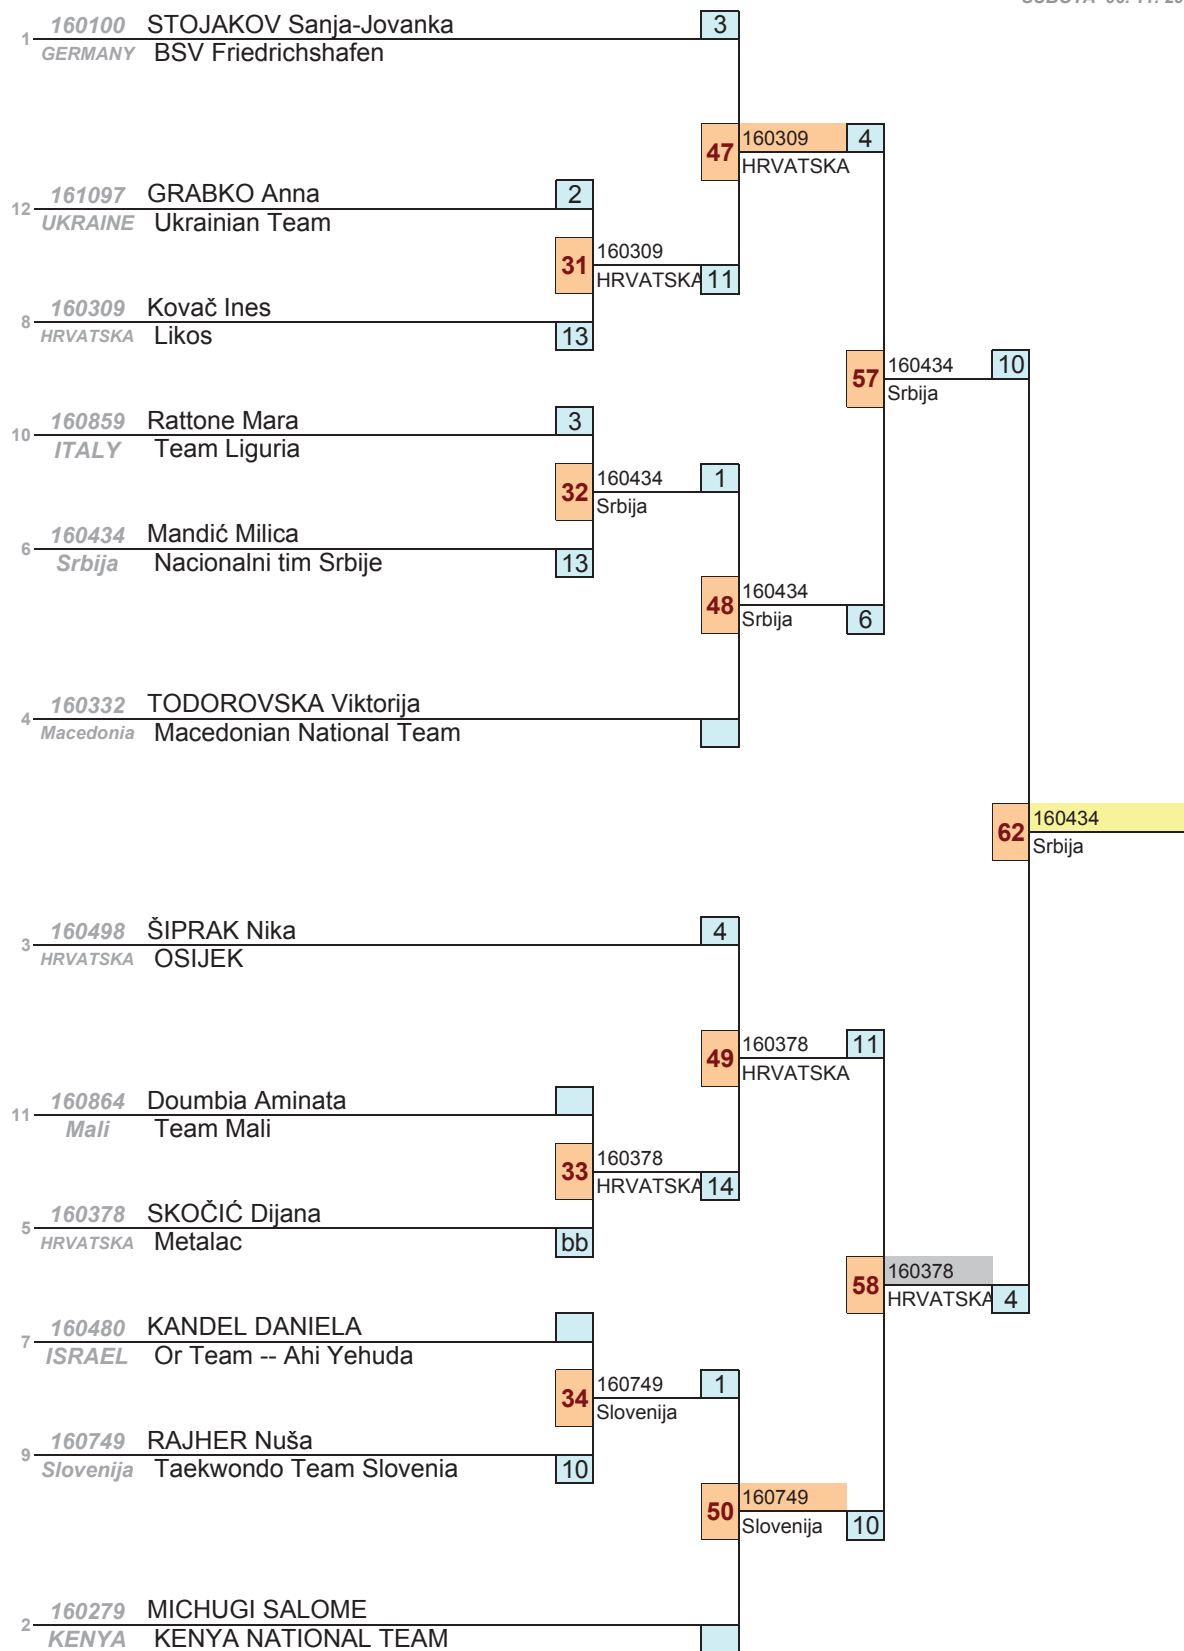 SUBOTA
160100 STOJAKOV Sanja-Jovanka 3
1
GERMANY BSV Friedrichshafen
47 160309 4
HRVATSKA
161097 GRABKO Anna 2
12
UKRAINE Ukrainian Team
31 160309
HRVATSKA 11
160309 Kovač Ines
8
HRVATSKA Likos 13
57 160434 10
Srbija
160859 Rattone Mara 3
10
ITALY Team Liguria
32 160434 1
Srbija
160434 Mandić Milica
6
Srbija Nacionalni tim Srbije 13
48 160434
Srbija 6
160332 TODOROVSKA Viktorija
4
Macedonia Macedonian National Team
62 160434
Srbija
160498 ŠIPRAK Nika 4
3
HRVATSKA OSIJEK
49 160378 11
HRVATSKA
160864 Doumbia Aminata
11
Mali Team Mali
33 160378
HRVATSKA 14
160378 SKOČIĆ Dijana
5
HRVATSKA Metalac bb
58 160378
HRVATSKA 4
160480 KANDEL DANIELA
7
ISRAEL Or Team -- Ahi Yehuda
34 160749 1
Slovenija
160749 RAJHER Nuša
9
Slovenija Taekwondo Team Slovenia 10
50 160749
Slovenija 10
160279 MICHUGI SALOME
2
KENYA KENYA NATIONAL TEAM